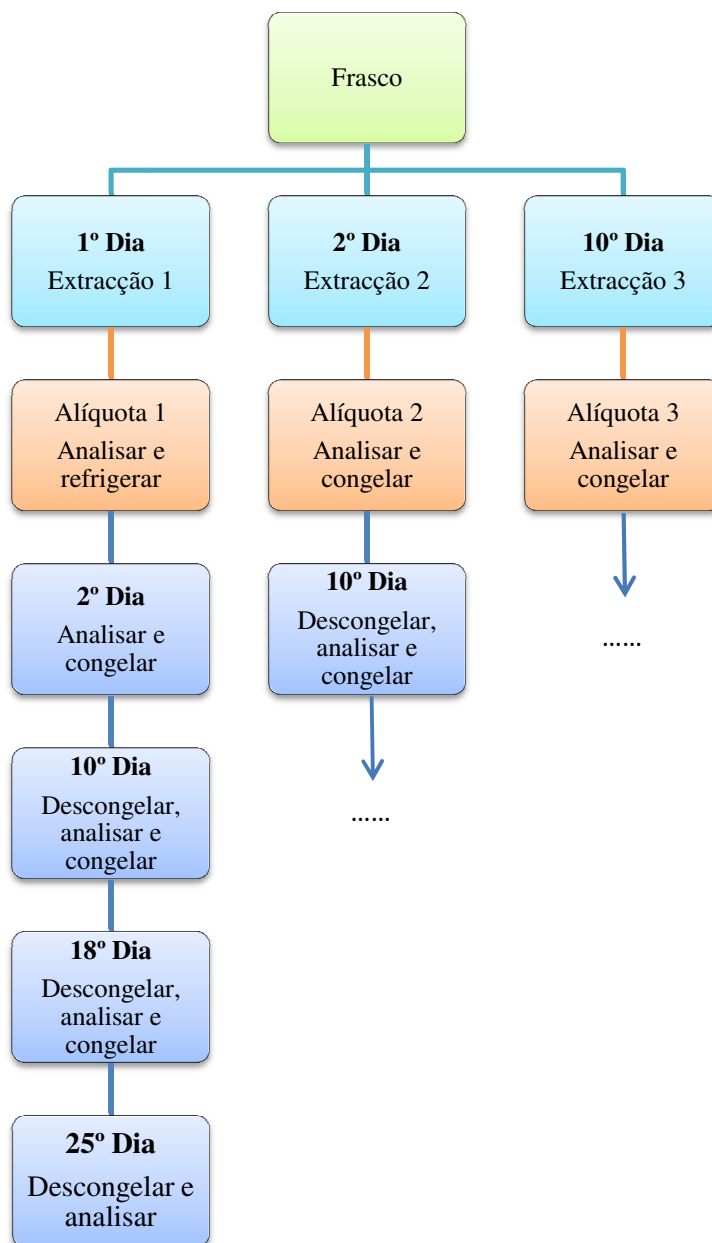 Frasco
1º Dia
Extracção 1
2º Dia
Extracção 2
10º Dia
Extracção 3
Alíquota 1
Analisar e
refrigerar
Alíquota 2
Analisar e
congelar
Alíquota 3
Analisar e
congelar
2º Dia
Analisar e
congelar
10º Dia
Descongelar,
analisar e
congelar
......
10º Dia
Descongelar,
analisar e
congelar
......
18º Dia
Descongelar,
analisar e
congelar
25º Dia
Descongelar e
analisar